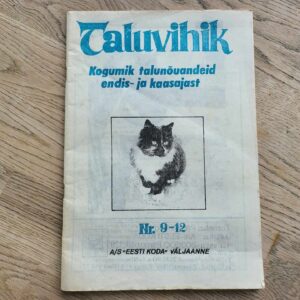 Taluvihik
Kogumik talunõuandeid
endis- ja kaasajast
Nr. 9-12
A/S «EESTI KODA» VÄLJAANNE